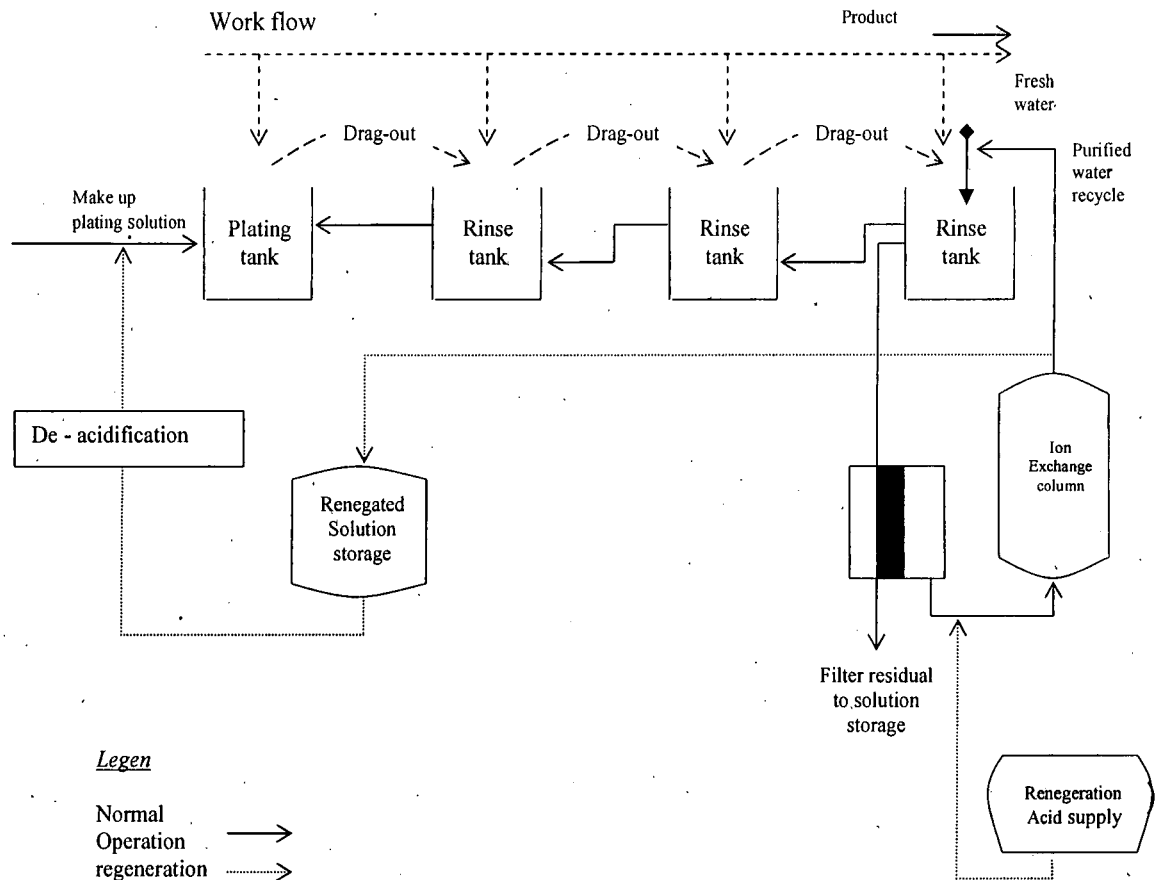 Work flow
Product
Fresh
water
Drag-out
Drag-out
Drag-out
Purified
water
recycle
Make up
plating solution
Plating
tank
Rinse
tank
Rinse
tank
Rinse
tank
De - acidification
Renegated
Solution
storage
Ion
Exchange
column
Filter residual
to solution
storage
Legen
Normal
Operation
regeneration
Renegeration
Acid supply